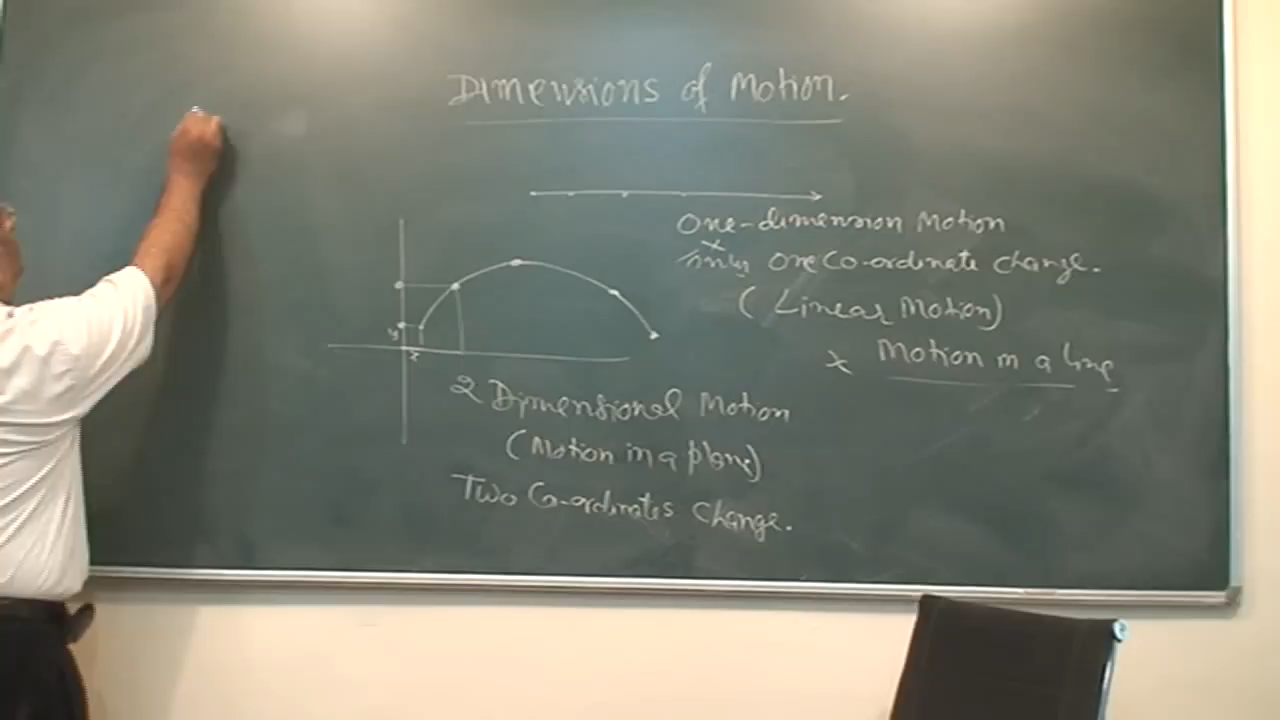 Dimensions of Motion.
One-dimension Motion
x
only one Co-ordinate change.
(Linear Motion)
x Motion in a line
y
x
2 Dimensional Motion
(Motion in a plane)
Two Co-ordinates change.